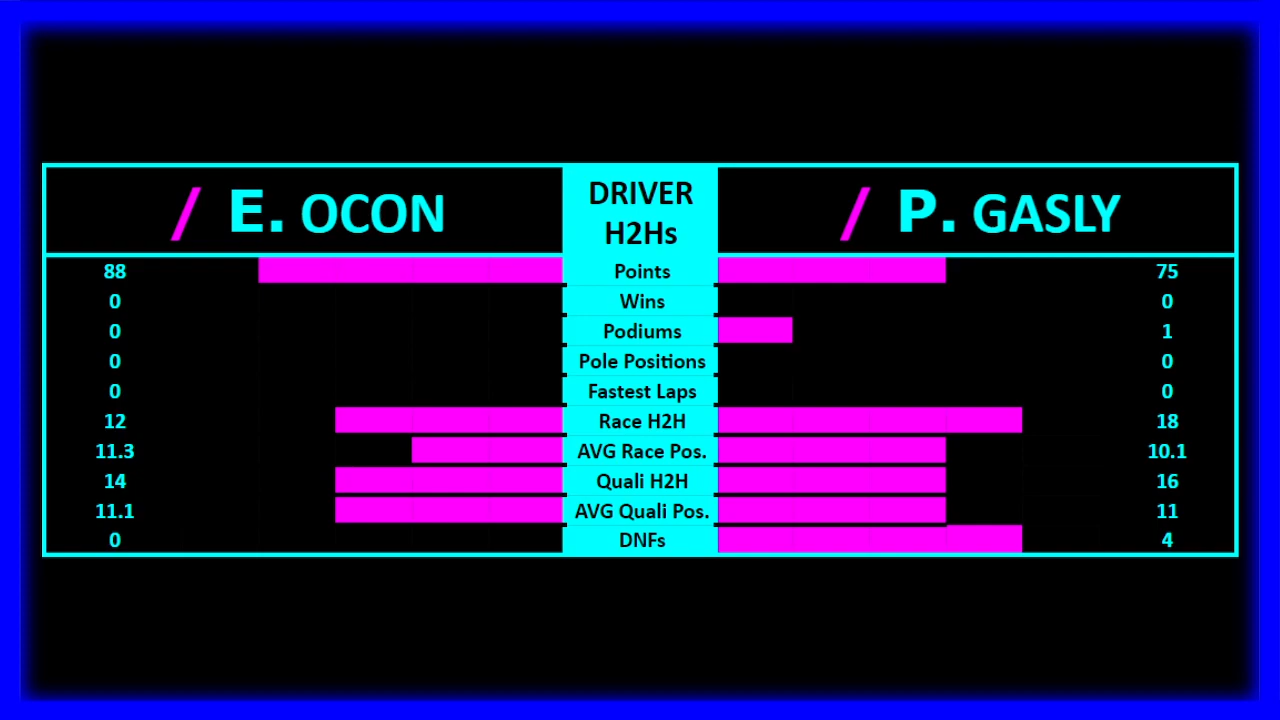 / E. OCON DRIVER H2Hs / P. GASLY
88 Points 75
0 Wins 0
0 Podiums 1
0 Pole Positions 0
0 Fastest Laps 0
12 Race H2H 18
11.3 AVG Race Pos. 10.1
14 Quali H2H 16
11.1 AVG Quali Pos. 11
0 DNFs 4